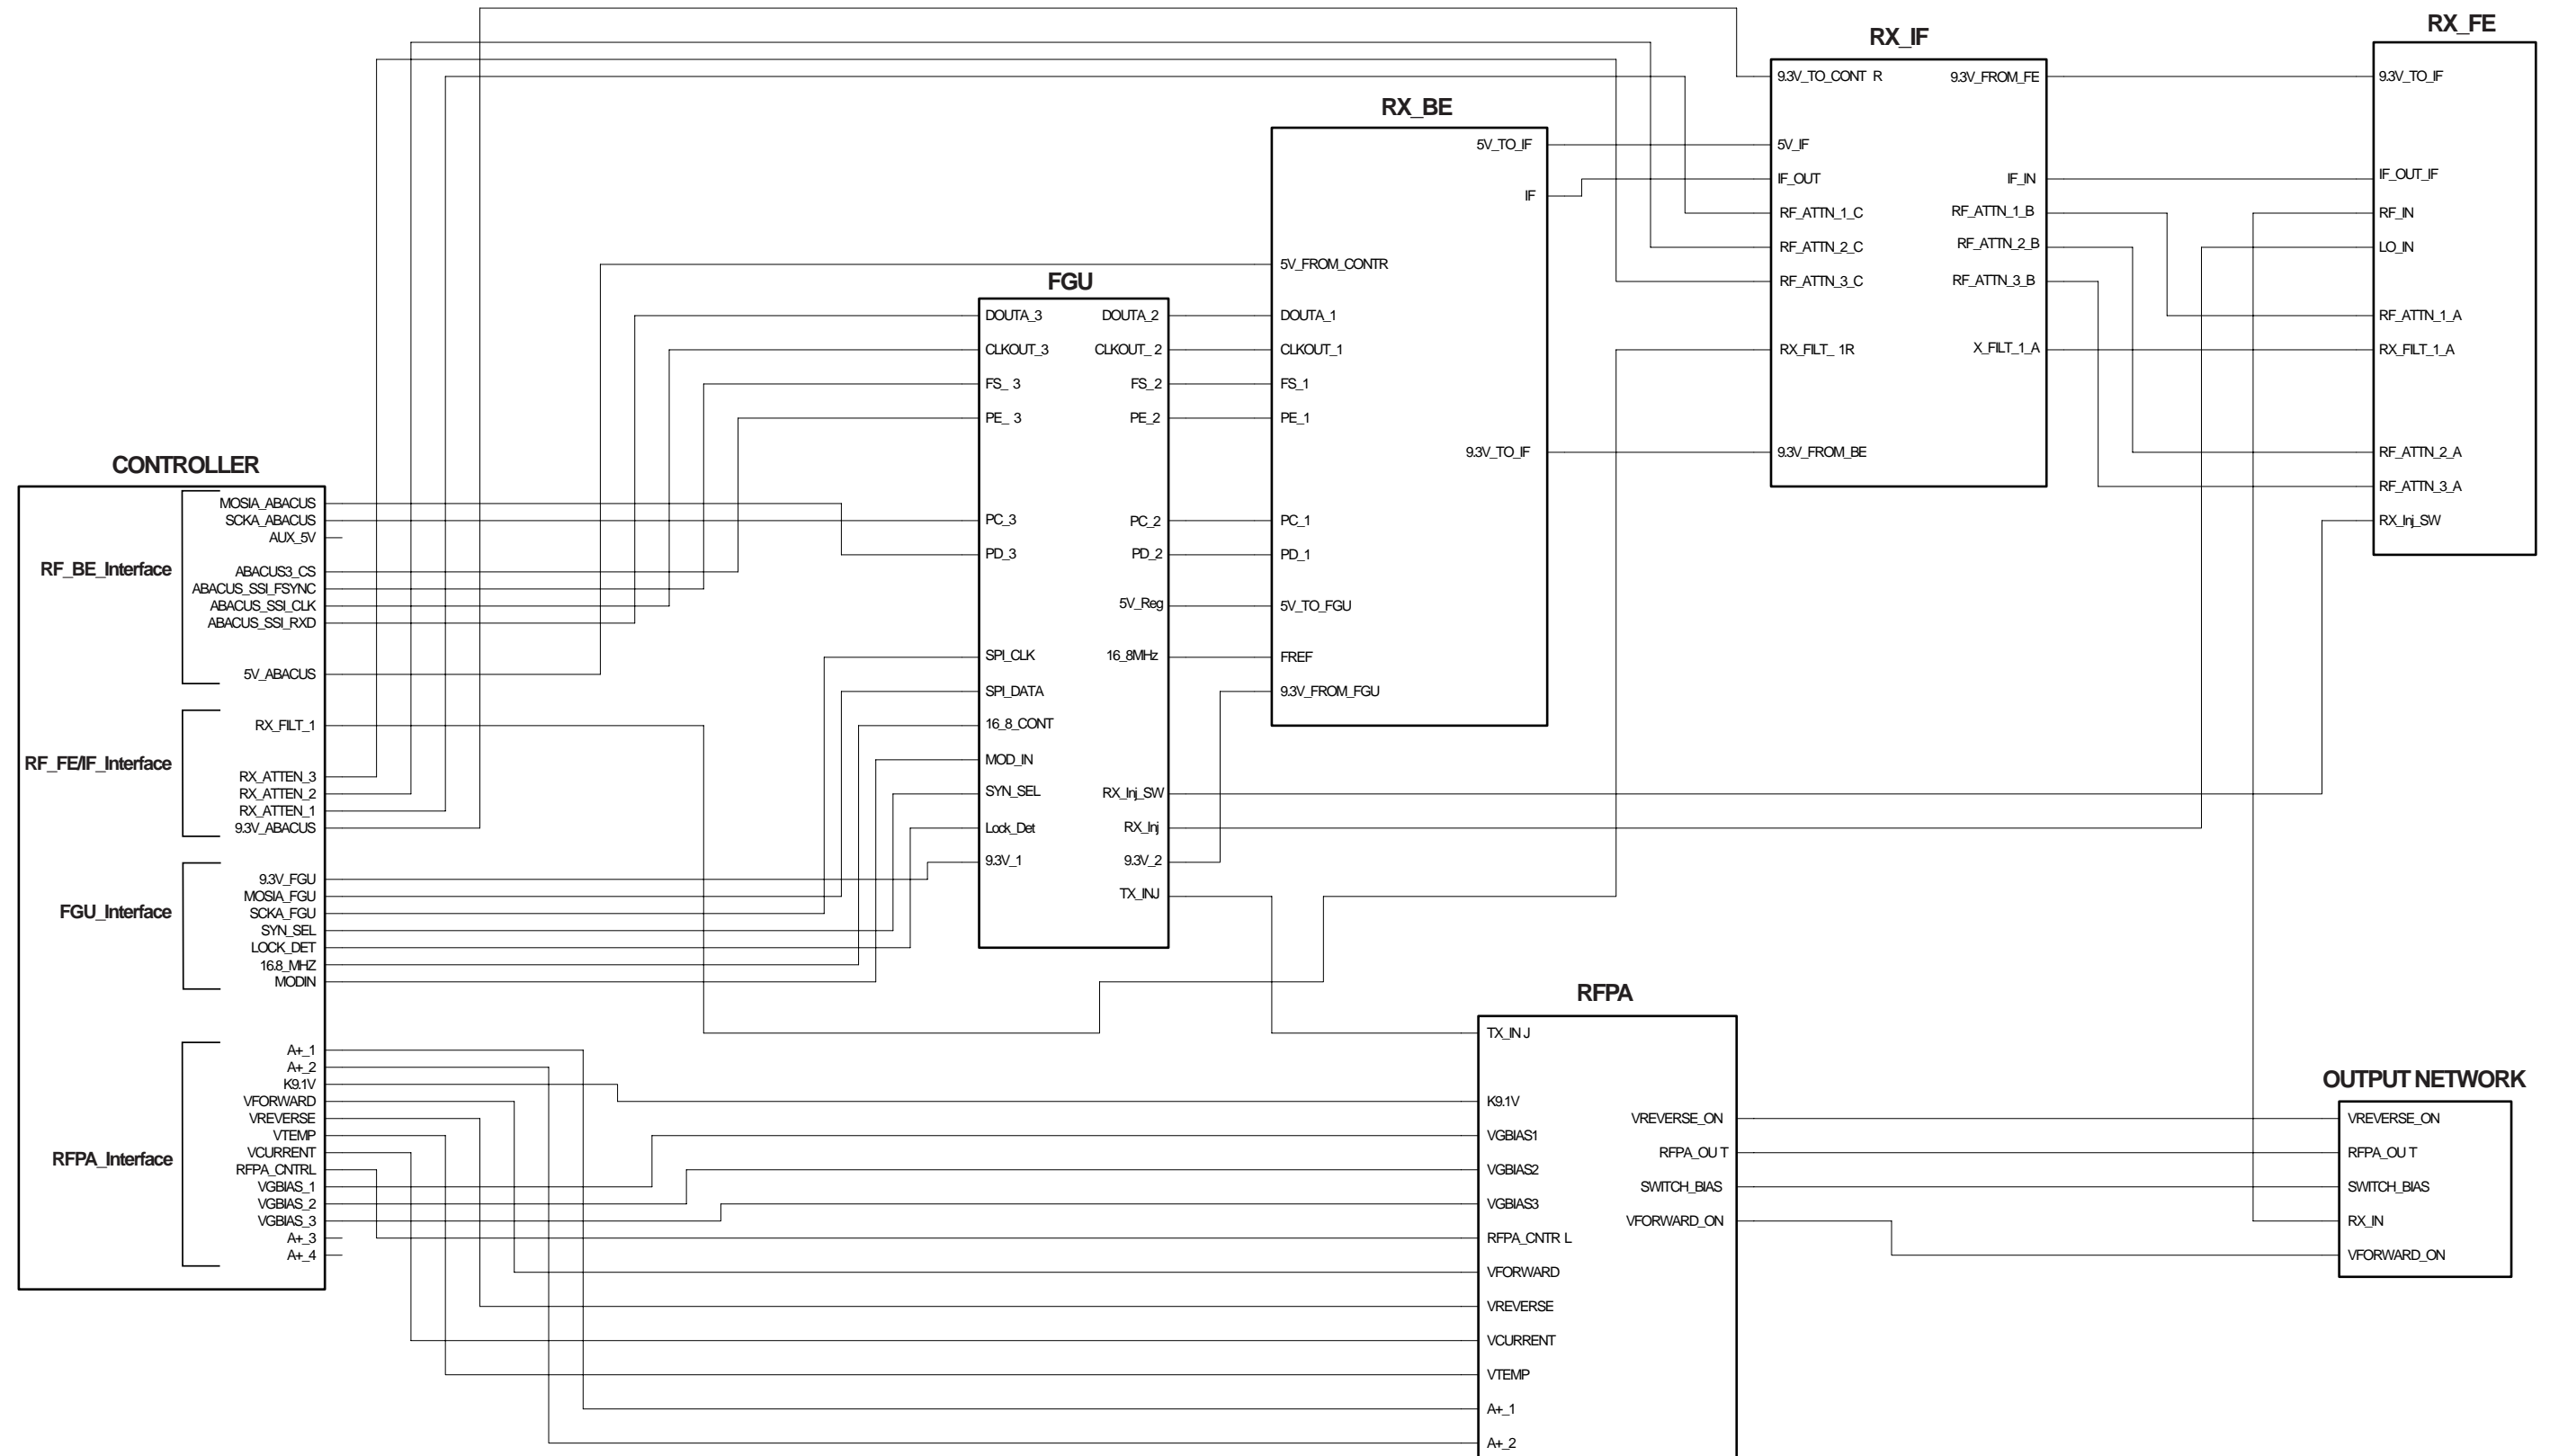 CONTROLLER
RF_BE_Interface
MOSIA_ABACUS
SCKA_ABACUS
AUX_5V
ABACUS3_CS
ABACUS_SSI_FSYNC
ABACUS_SSI_CLK
ABACUS_SSI_RXD
5V_ABACUS
RF_FE/IF_Interface
RX_FILT_1
RX_ATTEN_3
RX_ATTEN_2
RX_ATTEN_1
9.3V_ABACUS
FGU_Interface
9.3V_FGU
MOSIA_FGU
SCKA_FGU
SYN_SEL
LOCK_DET
16.8_MHZ
MODIN
RFPA_Interface
A+_1
A+_2
K9.1V
VFORWARD
VREVERSE
VTEMP
VCURRENT
RFPA_CNTRL
VGBIAS_1
VGBIAS_2
VGBIAS_3
A+_3
A+_4
FGU
DOUTA_3
CLKOUT_3
FS_ 3
PE_ 3
PC_3
PD_3
SPI_CLK
SPI_DATA
16_8_CONT
MOD_IN
SYN_SEL
Lock_Det
9.3V_1
DOUTA_2
CLKOUT_ 2
FS_2
PE_2
PC_2
PD_2
5V_Reg
16_8MHz
RX_Inj_SW
RX_Inj
9.3V_2
TX_INJ
RX_BE
5V_FROM_CONTR
DOUTA_1
CLKOUT_1
FS_1
PE_1
PC_1
PD_1
5V_TO_FGU
FREF
9.3V_FROM_FGU
5V_TO_IF
IF
9.3V_TO_IF
RX_IF
9.3V_TO_CONT R
5V_IF
IF_OUT
RF_ATTN_1_C
RF_ATTN_2_C
RF_ATTN_3_C
RX_FILT_ 1R
9.3V_FROM_BE
9.3V_FROM_FE
IF_IN
RF_ATTN_1_B
RF_ATTN_2_B
RF_ATTN_3_B
X_FILT_1_A
RX_FE
9.3V_TO_IF
IF_OUT_IF
RF_IN
LO_IN
RF_ATTN_1_A
RX_FILT_1_A
RF_ATTN_2_A
RF_ATTN_3_A
RX_Inj_SW
RFPA
TX_IN J
K9.1V
VGBIAS1
VGBIAS2
VGBIAS3
RFPA_CNTR L
VFORWARD
VREVERSE
VCURRENT
VTEMP
A+_1
A+_2
VREVERSE_ON
RFPA_OU T
SWITCH_BIAS
VFORWARD_ON
OUTPUT NETWORK
VREVERSE_ON
RFPA_OU T
SWITCH_BIAS
RX_IN
VFORWARD_ON